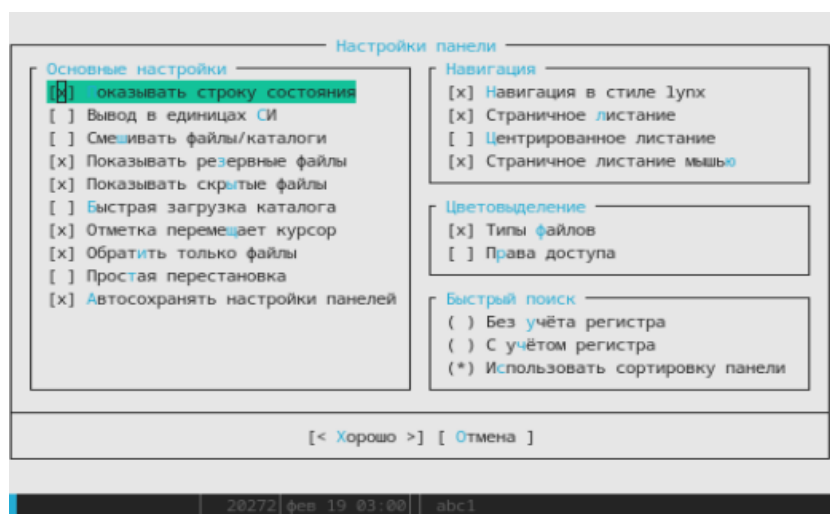 Настройки панели
Основные настройки
[x] Показывать строку состояния
[ ] Вывод в единицах СИ
[ ] Смешивать файлы/каталоги
[x] Показывать резервные файлы
[x] Показывать скрытые файлы
[ ] Быстрая загрузка каталога
[x] Отметка перемещает курсор
[x] Обратить только файлы
[ ] Простая перестановка
[x] Автосохранять настройки панелей
Навигация
[x] Навигация в стиле lynx
[x] Страничное листание
[ ] Центрированное листание
[x] Страничное листание мышью
Цветовыделение
[x] Типы файлов
[ ] Права доступа
Быстрый поиск
( ) Без учёта регистра
( ) С учётом регистра
(*) Использовать сортировку панели
[< Хорошо >] [ Отмена ]
20272 фев 19 03:00 abc1